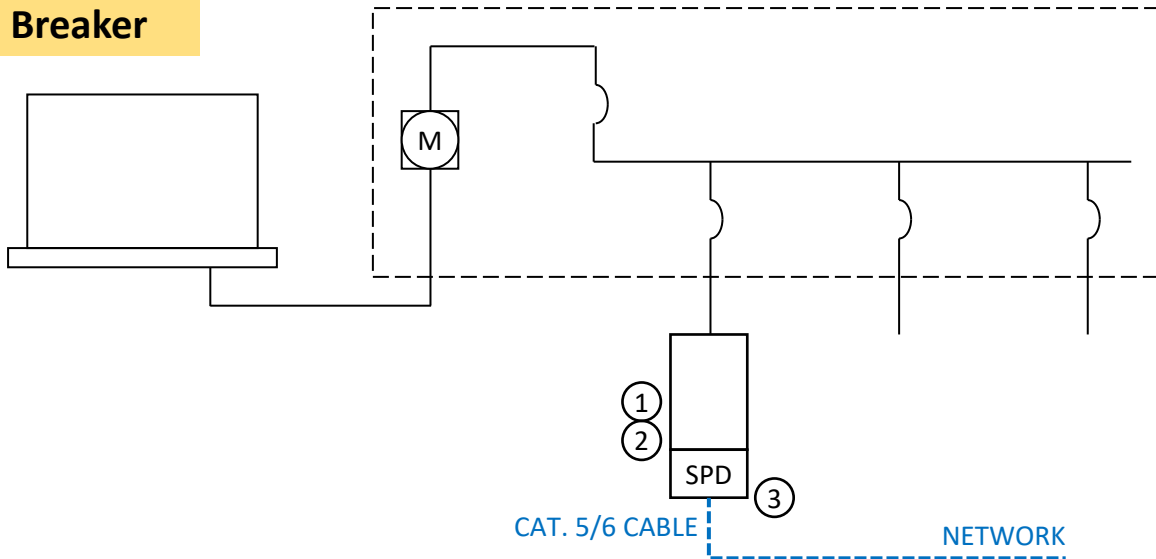 Breaker
M
1
2
SPD
3
CAT. 5/6 CABLE
NETWORK